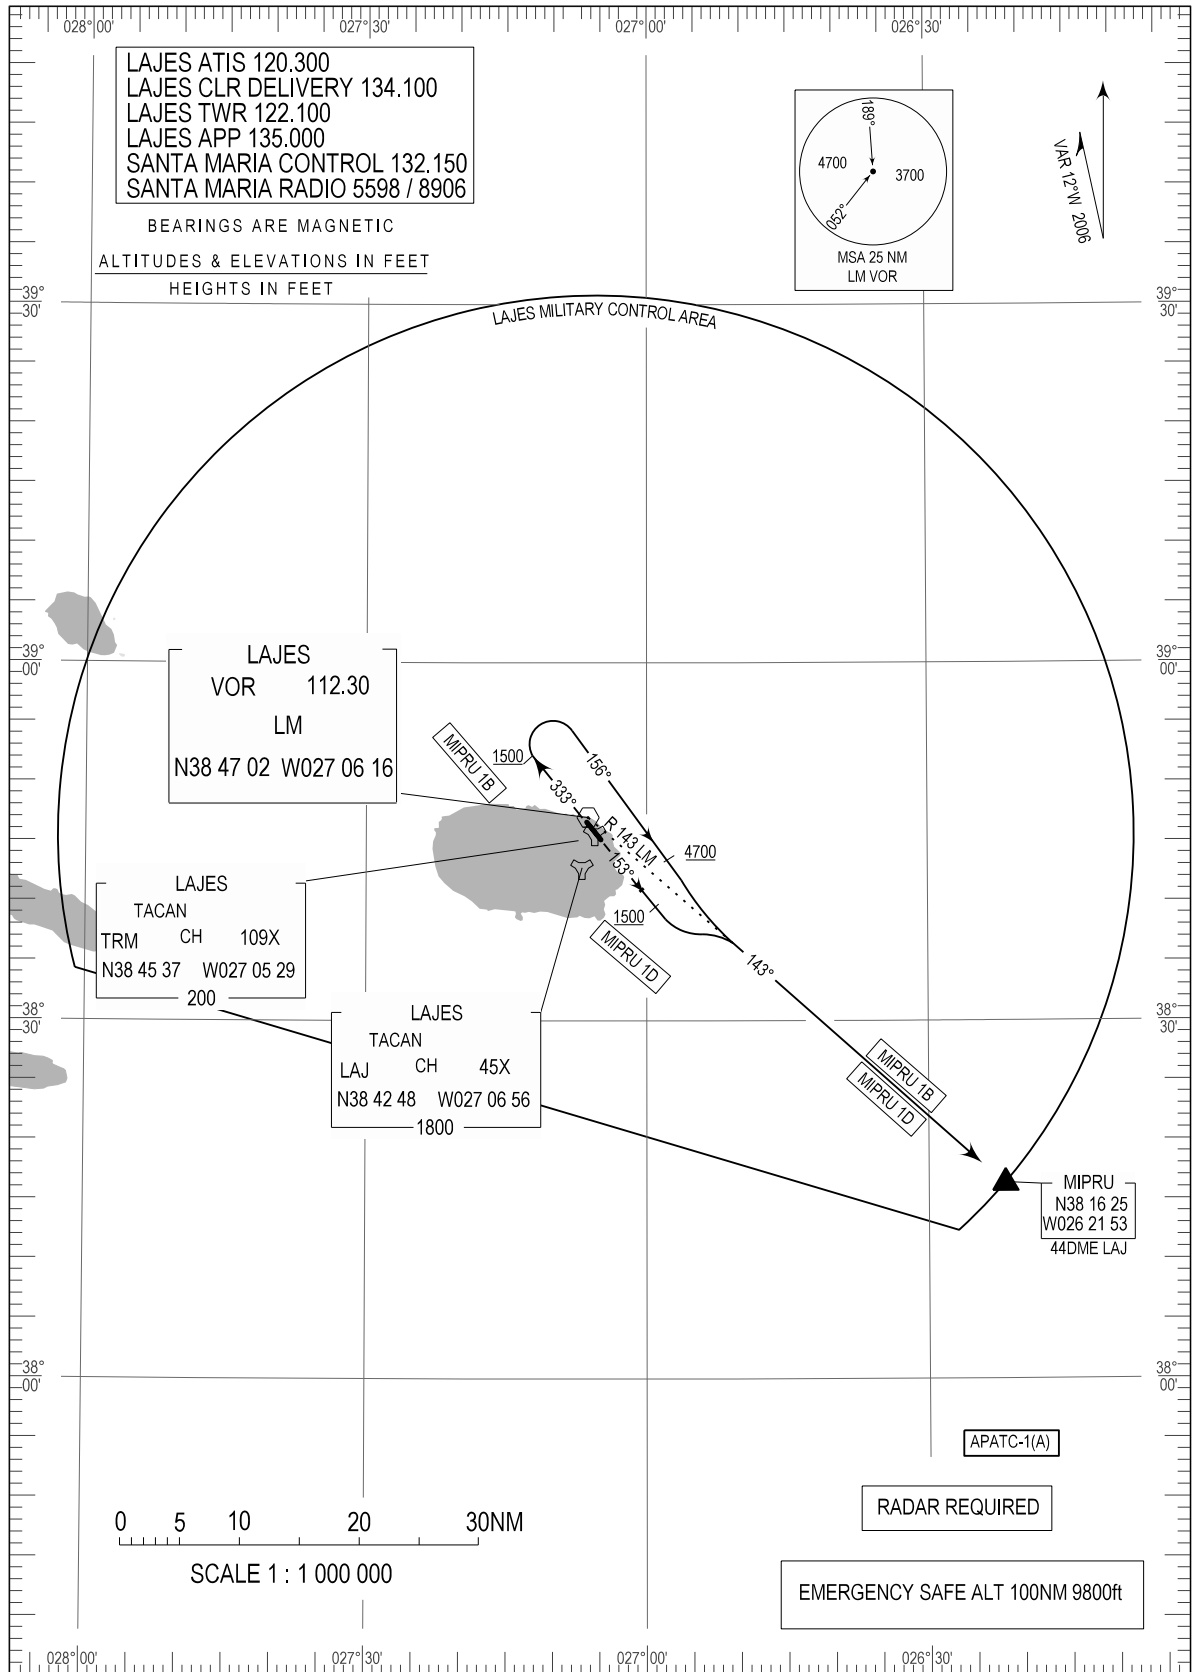 028°00'
027°30'
027°00'
026°30'
LAJES ATIS 120.300
LAJES CLR DELIVERY 134.100
LAJES TWR 122.100
LAJES APP 135.000
SANTA MARIA CONTROL 132.150
SANTA MARIA RADIO 5598 / 8906
BEARINGS ARE MAGNETIC
ALTITUDES & ELEVATIONS IN FEET
HEIGHTS IN FEET
189°
4700
3700
052°
MSA 25 NM
LM VOR
VAR 12°W 2006
39°
30'
39°
30'
LAJES MILITARY CONTROL AREA
39°
00'
39°
00'
LAJES
VOR 112.30
LM
N38 47 02 W027 06 16
MIPRU 1B
1500
156°
333°
R 143 LM
4700
153°
1500
MIPRU 1D
143°
LAJES
TACAN
TRM CH 109X
N38 45 37 W027 05 29
200
LAJES
TACAN
LAJ CH 45X
N38 42 48 W027 06 56
1800
38°
30'
38°
30'
MIPRU 1B
MIPRU 1D
MIPRU
N38 16 25
W026 21 53
44DME LAJ
38°
00'
38°
00'
APATC-1(A)
RADAR REQUIRED
0 5 10 20 30NM
SCALE 1 : 1 000 000
EMERGENCY SAFE ALT 100NM 9800ft
028°00'
027°30'
027°00'
026°30'